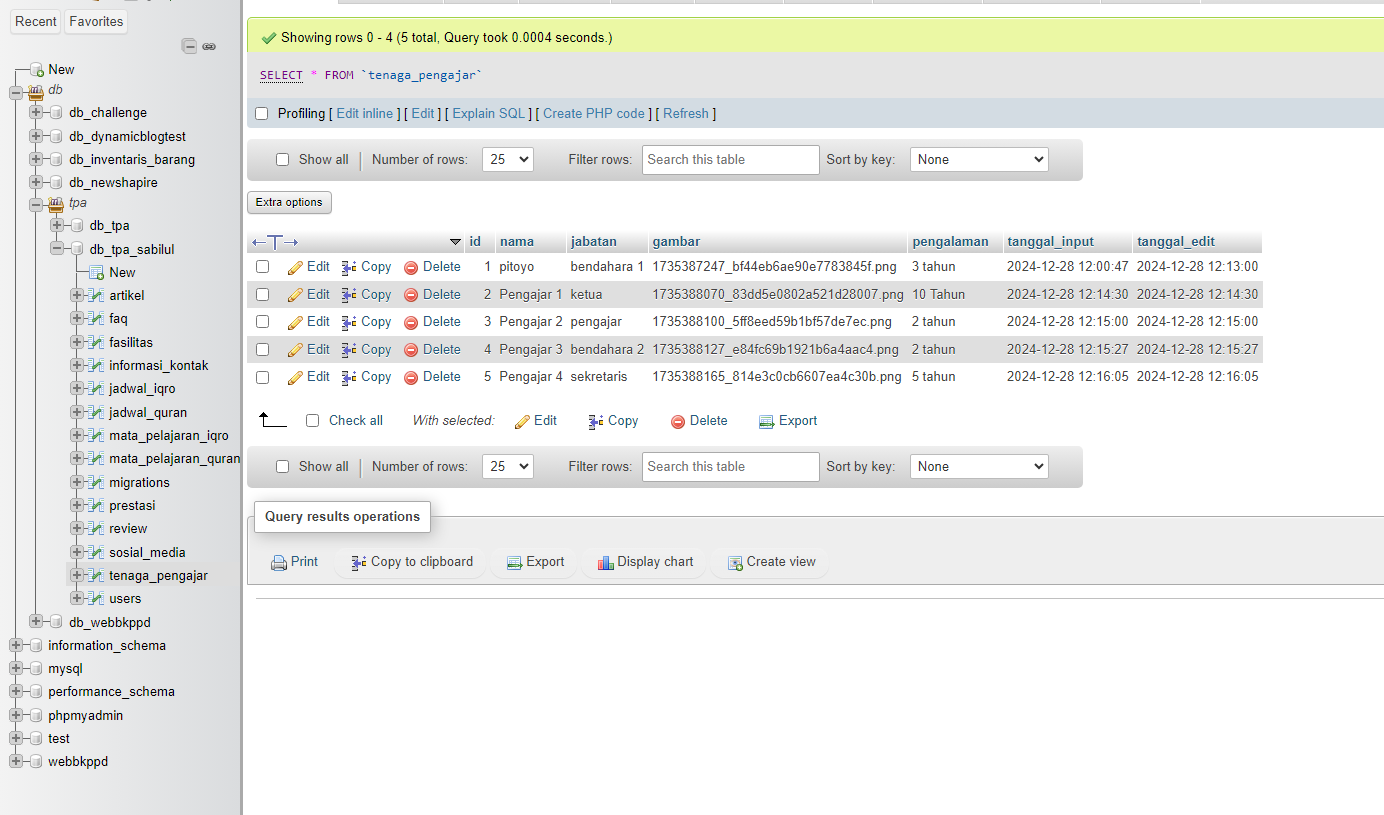 Recent Favorites
New
db
db_challenge
db_dynamicblogtest
db_inventaris_barang
db_newshapire
tpa
db_tpa
db_tpa_sabilul
New
artikel
faq
fasilitas
informasi_kontak
jadwal_iqro
jadwal_quran
mata_pelajaran_iqro
mata_pelajaran_quran
migrations
prestasi
review
sosial_media
tenaga_pengajar
users
db_webbkppd
information_schema
mysql
performance_schema
phpmyadmin
test
webbkppd
Showing rows 0 - 4 (5 total, Query took 0.0004 seconds.)
SELECT * FROM `tenaga_pengajar`
Profiling [ Edit inline ] [ Edit ] [ Explain SQL ] [ Create PHP code ] [ Refresh ]
Show all Number of rows: 25 Filter rows: Search this table Sort by key: None
Extra options
id nama jabatan gambar pengalaman tanggal_input tanggal_edit
Edit Copy Delete 1 pitoyo bendahara 1 1735387247_bf44eb6ae90e7783845f.png 3 tahun 2024-12-28 12:00:47 2024-12-28 12:13:00
Edit Copy Delete 2 Pengajar 1 ketua 1735388070_83dd5e0802a521d28007.png 10 Tahun 2024-12-28 12:14:30 2024-12-28 12:14:30
Edit Copy Delete 3 Pengajar 2 pengajar 1735388100_5ff8eed59b1bf57de7ec.png 2 tahun 2024-12-28 12:15:00 2024-12-28 12:15:00
Edit Copy Delete 4 Pengajar 3 bendahara 2 1735388127_e84fc69b1921b6a4aac4.png 2 tahun 2024-12-28 12:15:27 2024-12-28 12:15:27
Edit Copy Delete 5 Pengajar 4 sekretaris 1735388165_814e3c0cb6607ea4c30b.png 5 tahun 2024-12-28 12:16:05 2024-12-28 12:16:05
Check all With selected: Edit Copy Delete Export
Show all Number of rows: 25 Filter rows: Search this table Sort by key: None
Query results operations
Print Copy to clipboard Export Display chart Create view